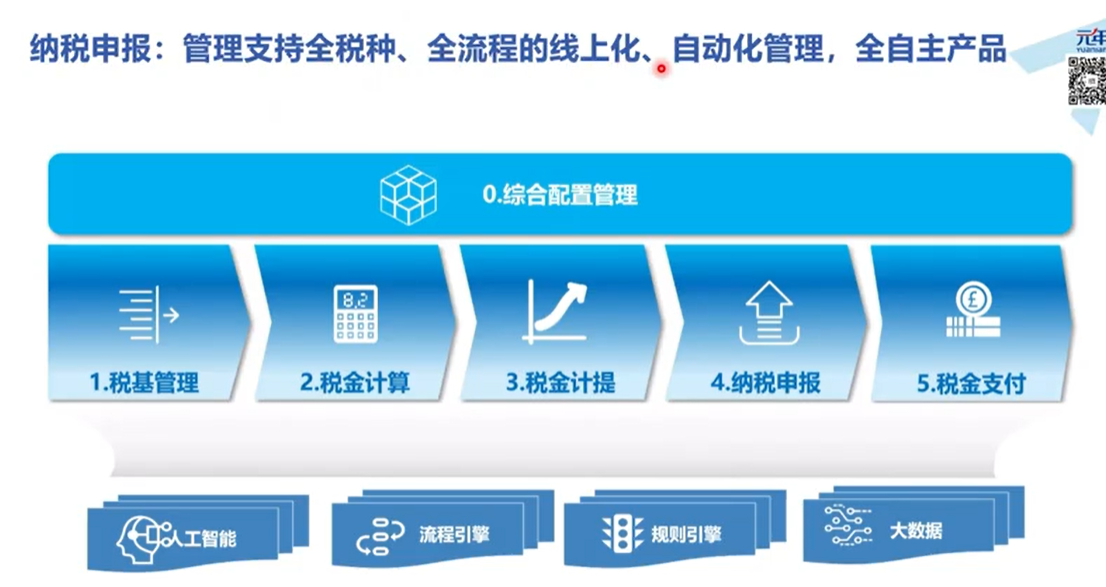 纳税申报：管理支持全税种、全流程的线上化、自动化管理，全自主产品
元年
yuanian
0.综合配置管理
8.2
1.税基管理
2.税金计算
3.税金计提
4.纳税申报
5.税金支付
人工智能
流程引擎
规则引擎
大数据